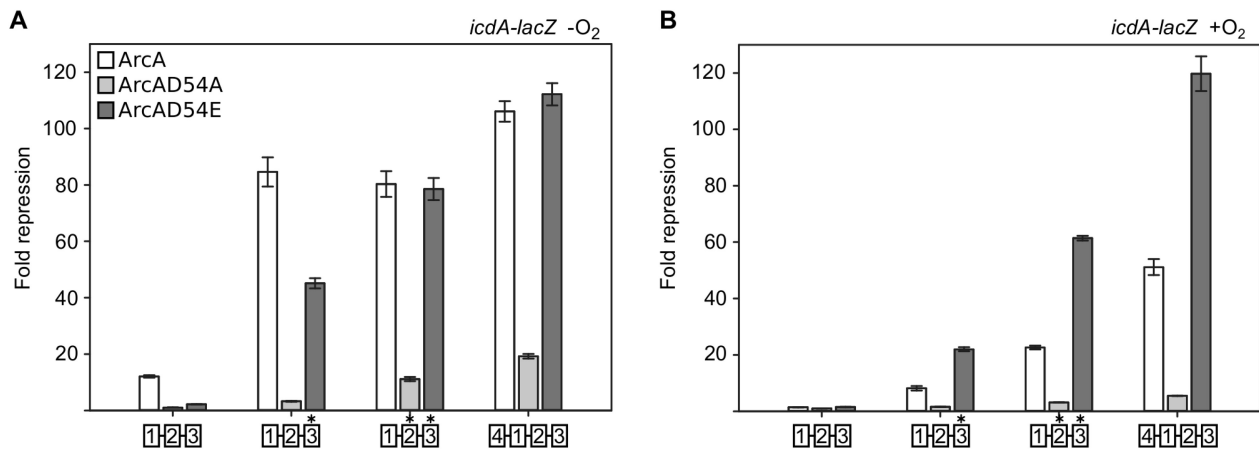 A
icdA-lacZ -O₂
ArcA
ArcAD54A
ArcAD54E
Fold repression
120
100
80
60
40
20
* * *
1-2-3 1-2-3 1-2-3 4-1-2-3
B
icdA-lacZ +O₂
Fold repression
120
100
80
60
40
20
* * *
1-2-3 1-2-3 1-2-3 4-1-2-3